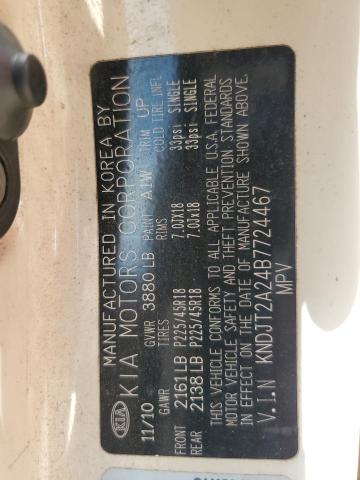 MANUFACTURED IN KOREA BY
KIA KIA MOTORS CORPORATION
11/10 GVWR 3880 LB PAINT A1W TRIM UP
GAWR TIRES RIMS COLD TIRE INFL
FRONT 2161LB P225/45R18 7.0JX18 33psi SINGLE
REAR 2138LB P225/45R18 7.0JX18 33psi SINGLE
THIS VEHICLE CONFORMS TO ALL APPLICABLE U.S.A. FEDERAL
MOTOR VEHICLE SAFETY AND THEFT PREVENTION STANDARDS
IN EFFECT ON THE DATE OF MANUFACTURE SHOWN ABOVE
V.I.N KNDJT2A24B7724467
MPV